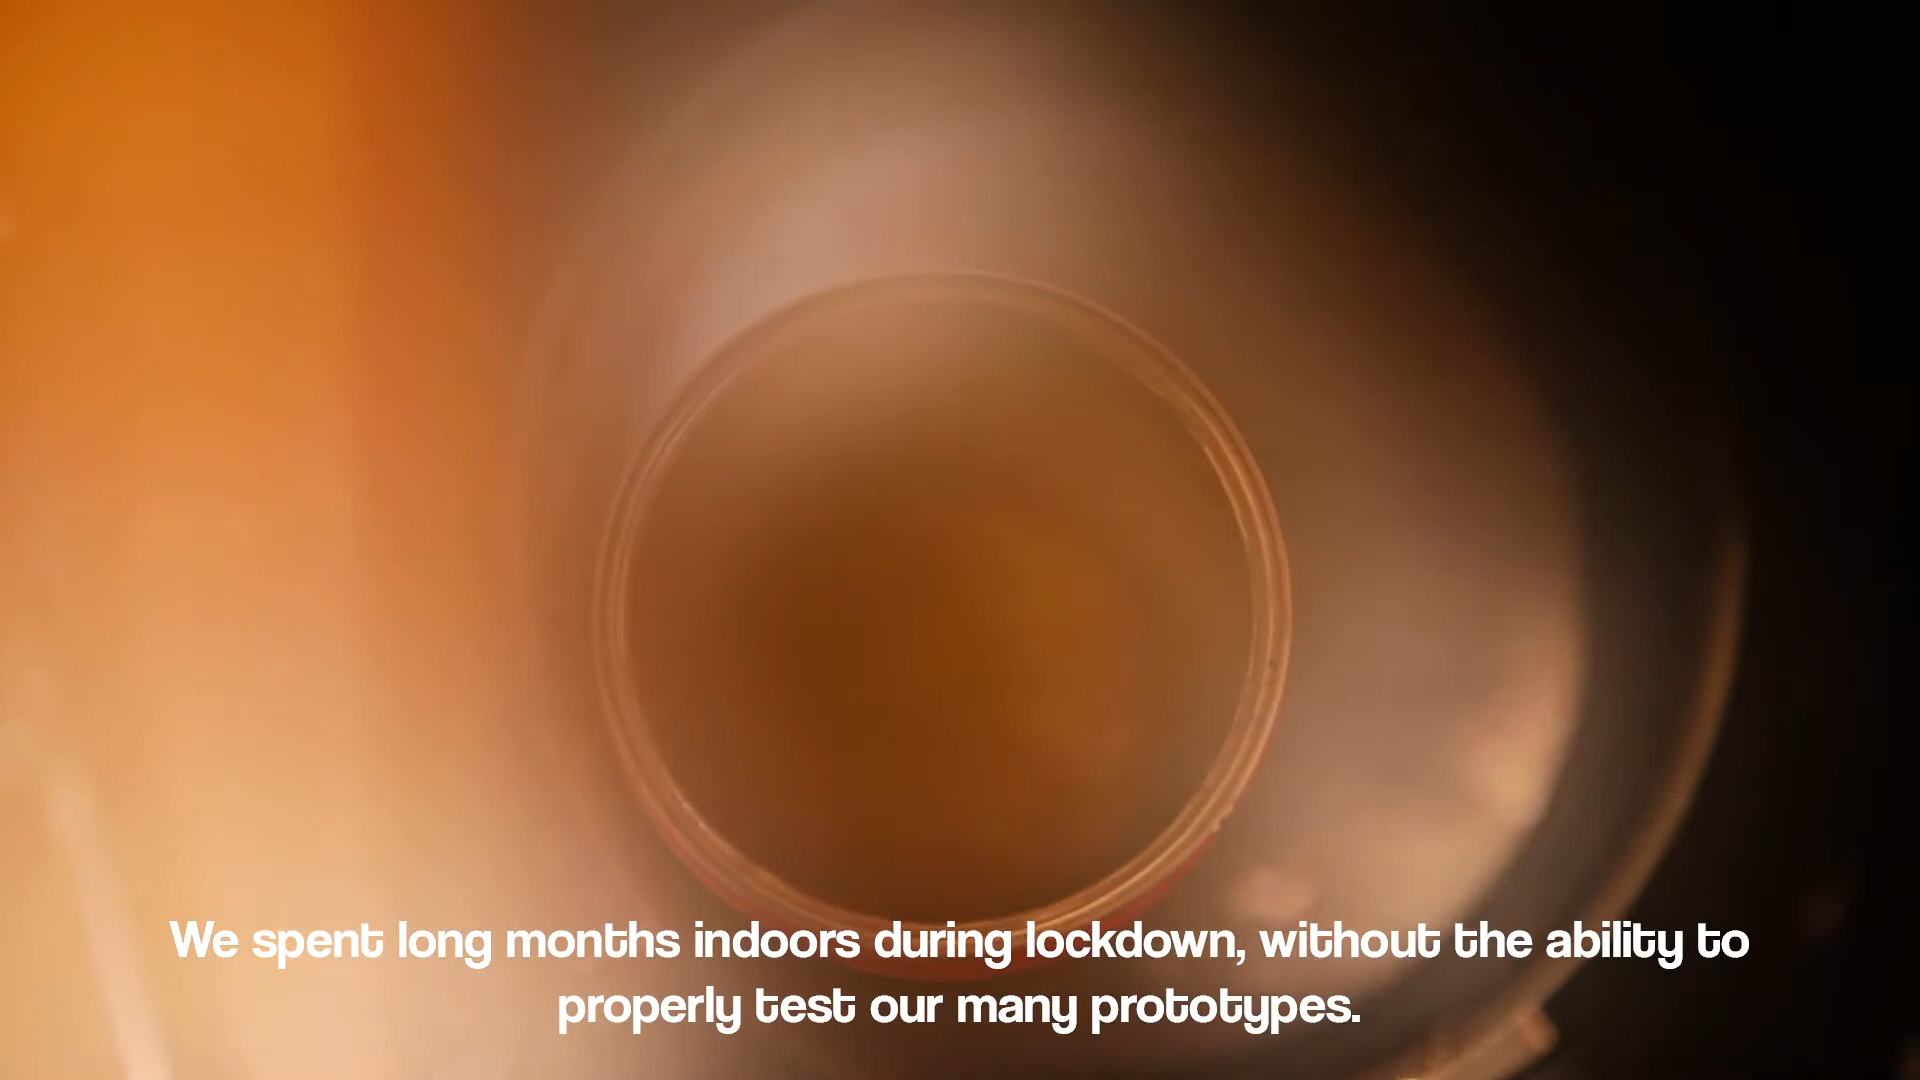 We spent long months indoors during lockdown, without the ability to
properly test our many prototypes.